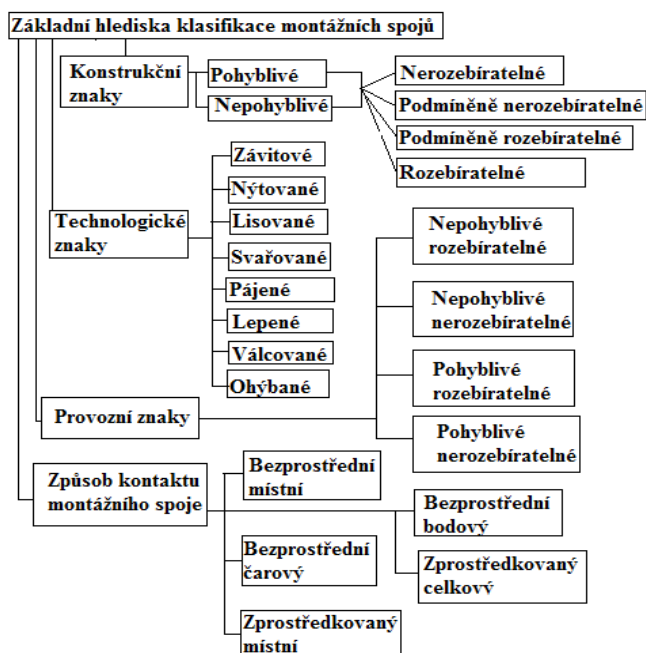 Základní hlediska klasifikace montážních spojů
Konstrukční
znaky
Pohyblivé
Nepohyblivé
Nerozebíratelné
Podmíněně nerozebíratelné
Podmíněně rozebíratelné
Rozebíratelné
Technologické
znaky
Závitové
Nýtované
Lisované
Svařované
Pájené
Lepené
Válcované
Ohýbané
Provozní znaky
Nepohyblivé
rozebíratelné
Nepohyblivé
nerozebíratelné
Pohyblivé
rozebíratelné
Pohyblivé
nerozebíratelné
Způsob kontaktu
montážního spoje
Bezprostřední
místní
Bezprostřední
čarový
Zprostředkovaný
místní
Bezprostřední
bodový
Zprostředkovaný
celkový